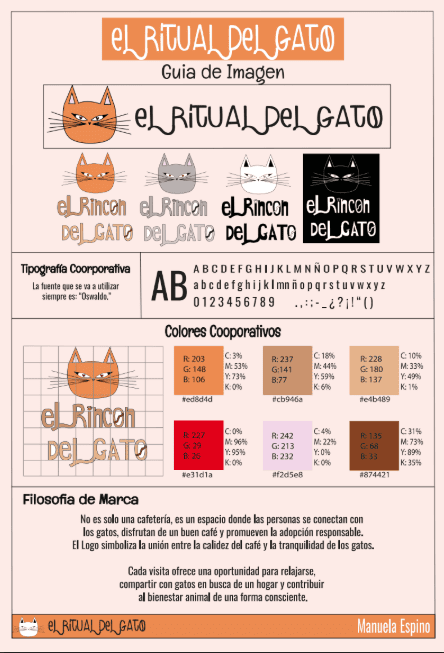 eL RITUAL DeL GATO
Guia de Imagen
eL RITUAL DeL GATO
eL Rincon
DeL GATO
eL Rincon
DeL GATO
eL Rincon
DeL GATO
eL Rincon
DeL GATO
Tipografía Coorporativa
La fuente que se va a utilizar
siempre es: "Oswaldo,"
AB
A B C D E F G H I J K L M N Ñ O P Q R S T U V W X Y Z
a b c d e f g h i j k l m n ñ o p q r s t u v w x y z
0 1 2 3 4 5 6 7 8 9 . , : ; - _ ¿ ? ¡ ! " ( )
Colores Cooporativos
eL Rincon
DeL GATO
R: 203
G: 148
B: 106
C: 3%
M: 53%
Y: 73%
K: 0%
#ed8d4d
R: 237
G:141
B:77
C: 18%
M: 44%
Y: 59%
K: 6%
#cb946a
R: 228
G: 180
B: 137
C: 10%
M: 33%
Y: 49%
K: 1%
#e4b489
R: 227
G: 29
B: 29
C: 0%
M: 96%
Y: 95%
K: 0%
#e31d1a
R: 242
G: 213
B: 232
C: 4%
M: 22%
Y: 0%
K: 0%
#f2d5e8
R: 135
G: 68
B: 33
C: 31%
M: 73%
Y: 89%
K: 35%
#874421
Filosofia de Marca
No es solo una cafetería, es un espacio donde las personas se conectan con
los gatos, disfrutan de un buen café y promueven la adopción responsable.
El Logo simboliza la unión entre la calidez del café y la tranquilidad de los gatos.
Cada visita ofrece una oportunidad para relajarse,
compartir con gatos en busca de un hogar y contribuir
al bienestar animal de una forma consciente.
eL RITUAL DeL GATO
Manuela Espino